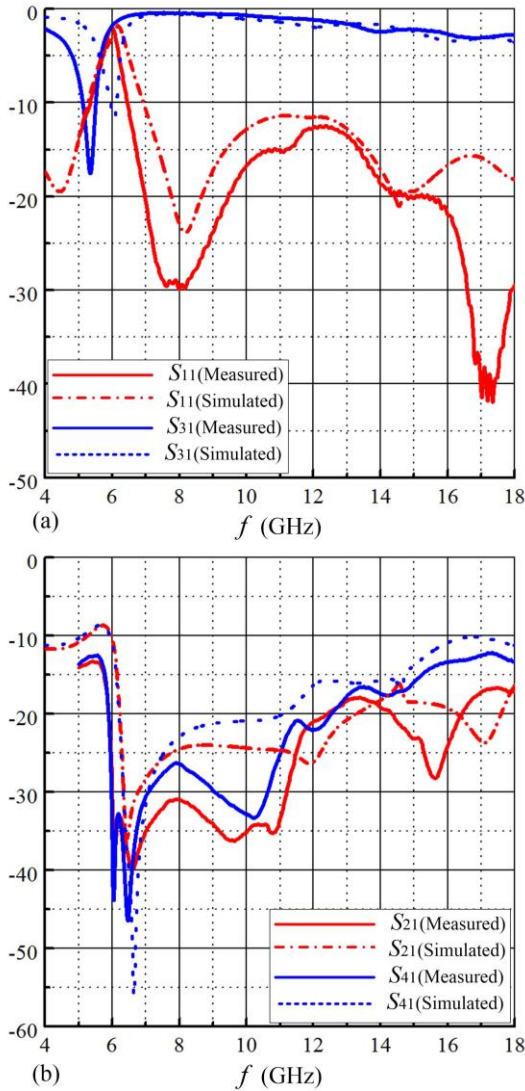 0
-10
-20
-30
-40
-50
S11(Measured)
S11(Simulated)
S31(Measured)
S31(Simulated)
4 6 8 10 12 14 16 18
(a) f (GHz)
0
-10
-20
-30
-40
-50
-60
S21(Measured)
S21(Simulated)
S41(Measured)
S41(Simulated)
4 6 8 10 12 14 16 18
(b) f (GHz)